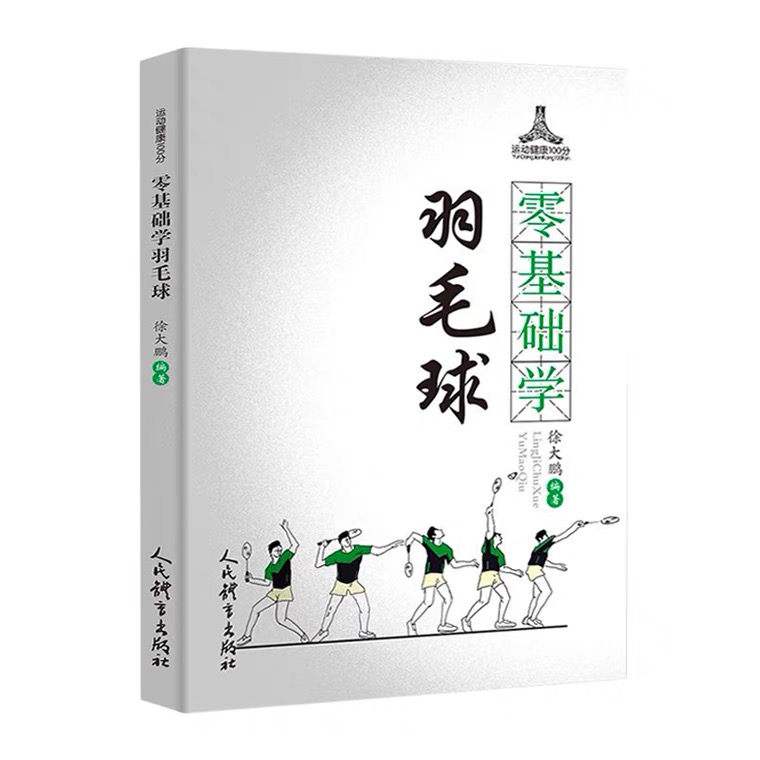 运动健康100分
零基础学羽毛球
徐大鹏
编著
人民体育出版社
运动健康100分
YunDongJianKang100Fen
零基础学
羽毛球
徐大鹏
编著
LingJiChuXue
YuMaoQiu
人民体育出版社